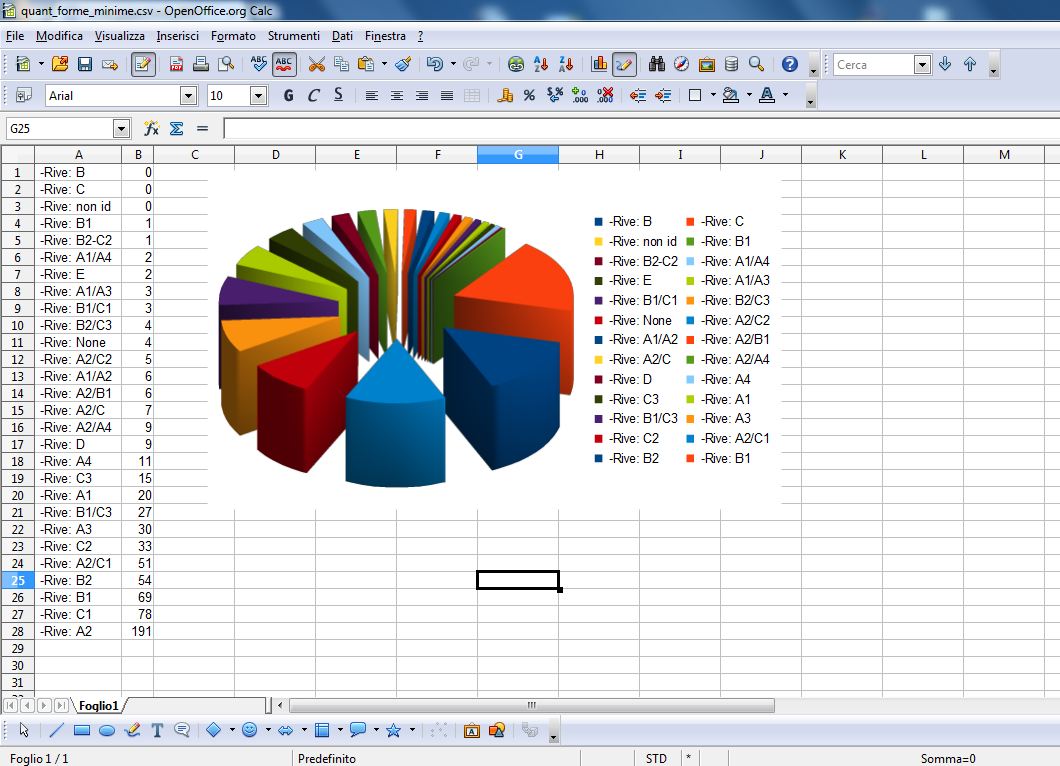 quant_forme_minime.csv - OpenOffice.org Calc
File Modifica Visualizza Inserisci Formato Strumenti Dati Finestra ?
Cerca
Arial 10 G C S
G25
A B C D E F G H I J K L M
1 -Rive: B 0
2 -Rive: C 0
3 -Rive: non id 0
4 -Rive: B1 1
5 -Rive: B2-C2 1
6 -Rive: A1/A4 2
7 -Rive: E 2
8 -Rive: A1/A3 3
9 -Rive: B1/C1 3
10 -Rive: B2/C3 4
11 -Rive: None 4
12 -Rive: A2/C2 5
13 -Rive: A1/A2 6
14 -Rive: A2/B1 6
15 -Rive: A2/C 7
16 -Rive: A2/A4 9
17 -Rive: D 9
18 -Rive: A4 11
19 -Rive: C3 15
20 -Rive: A1 20
21 -Rive: B1/C3 27
22 -Rive: A3 30
23 -Rive: C2 33
24 -Rive: A2/C1 51
25 -Rive: B2 54
26 -Rive: B1 69
27 -Rive: C1 78
28 -Rive: A2 191
29
30
31
-Rive: B -Rive: C
-Rive: non id -Rive: B1
-Rive: B2-C2 -Rive: A1/A4
-Rive: E -Rive: A1/A3
-Rive: B1/C1 -Rive: B2/C3
-Rive: None -Rive: A2/C2
-Rive: A1/A2 -Rive: A2/B1
-Rive: A2/C -Rive: A2/A4
-Rive: D -Rive: A4
-Rive: C3 -Rive: A1
-Rive: B1/C3 -Rive: A3
-Rive: C2 -Rive: A2/C1
-Rive: B2 -Rive: B1
Foglio1
Foglio 1 / 1 Predefinito STD * Somma=0